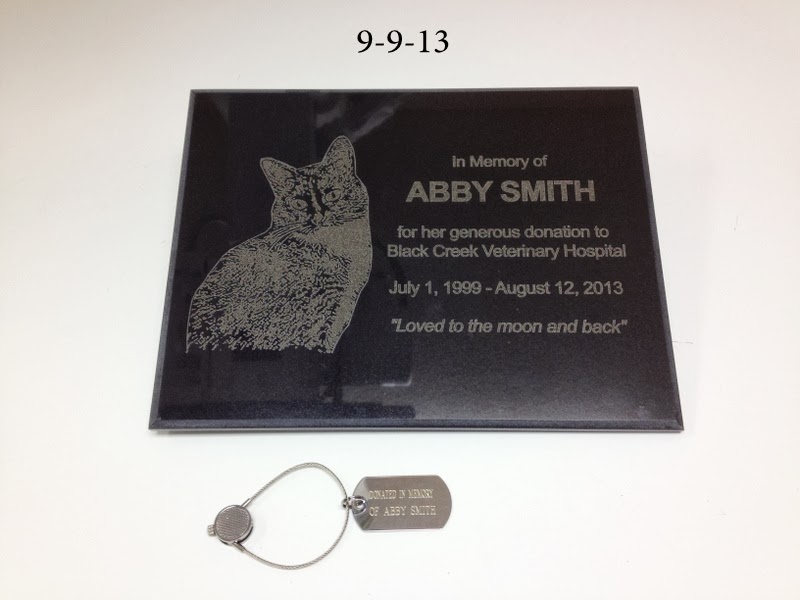 9-9-13
In Memory of
ABBY SMITH
for her generous donation to
Black Creek Veterinary Hospital
July 1, 1999 - August 12, 2013
"Loved to the moon and back"
DONATED IN MEMORY
OF ABBY SMITH